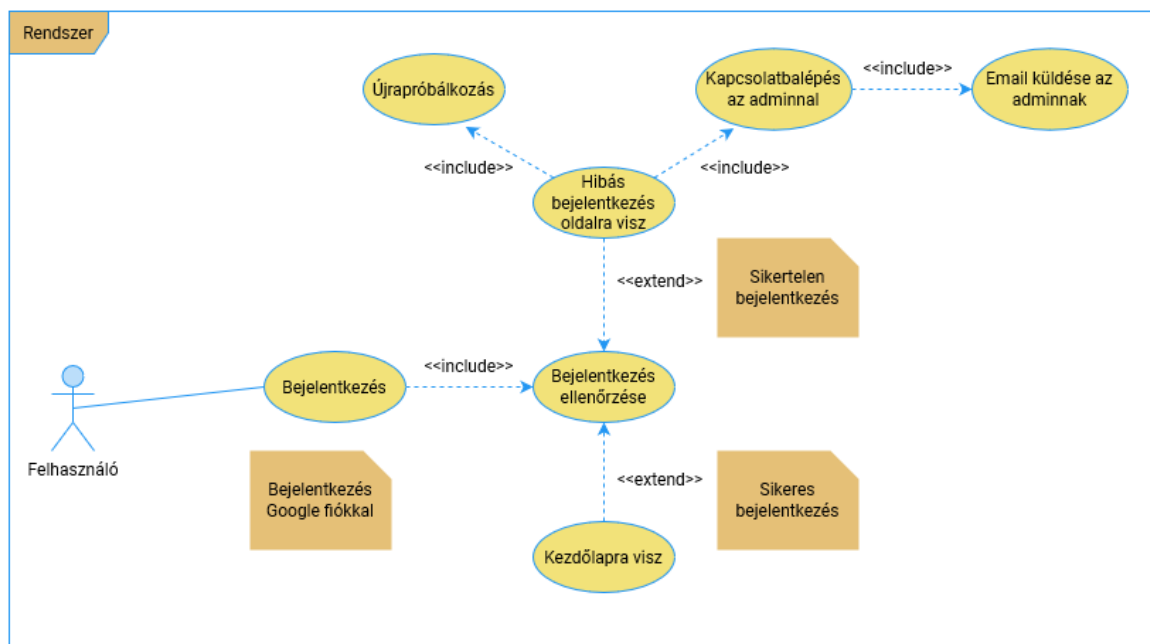 Rendszer
Újrapróbálkozás
Kapcsolatbalépés
az adminnal
<<include>>
Email küldése az
adminnak
<<include>>
<<include>>
Hibás
bejelentkezés
oldalra visz
<<extend>>
Sikertelen
bejelentkezés
Felhasználó
Bejelentkezés
<<include>>
Bejelentkezés
ellenőrzése
Bejelentkezés
Google fiókkal
<<extend>>
Sikeres
bejelentkezés
Kezdőlapra visz